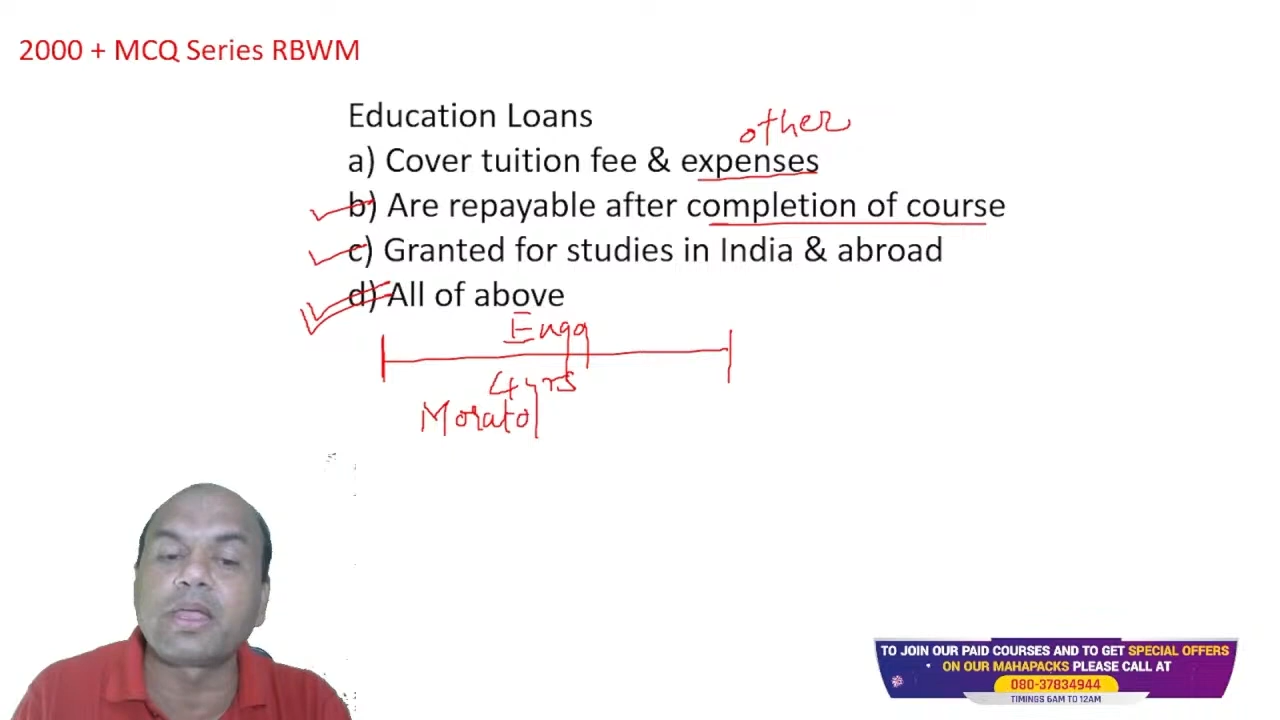 2000 + MCQ Series RBWM
Education Loans
other
a) Cover tuition fee & expenses
b) Are repayable after completion of course
c) Granted for studies in India & abroad
d) All of above
Engg
4yrs
Morato
TO JOIN OUR PAID COURSES AND TO GET SPECIAL OFFERS
ON OUR MAHAPACKS PLEASE CALL AT
080-37834944
TIMINGS 6AM TO 12AM